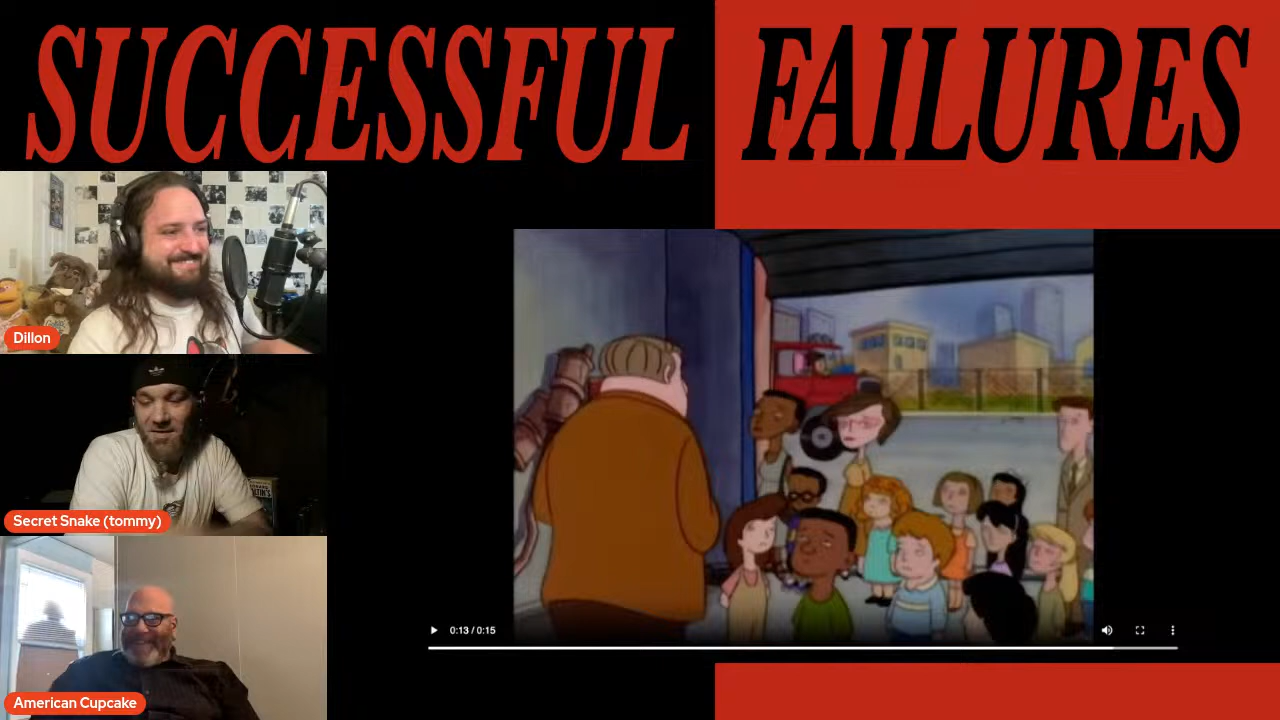 SUCCESSFUL FAILURES
Dillon
Secret Snake (tommy)
American Cupcake
0:13 / 0:15